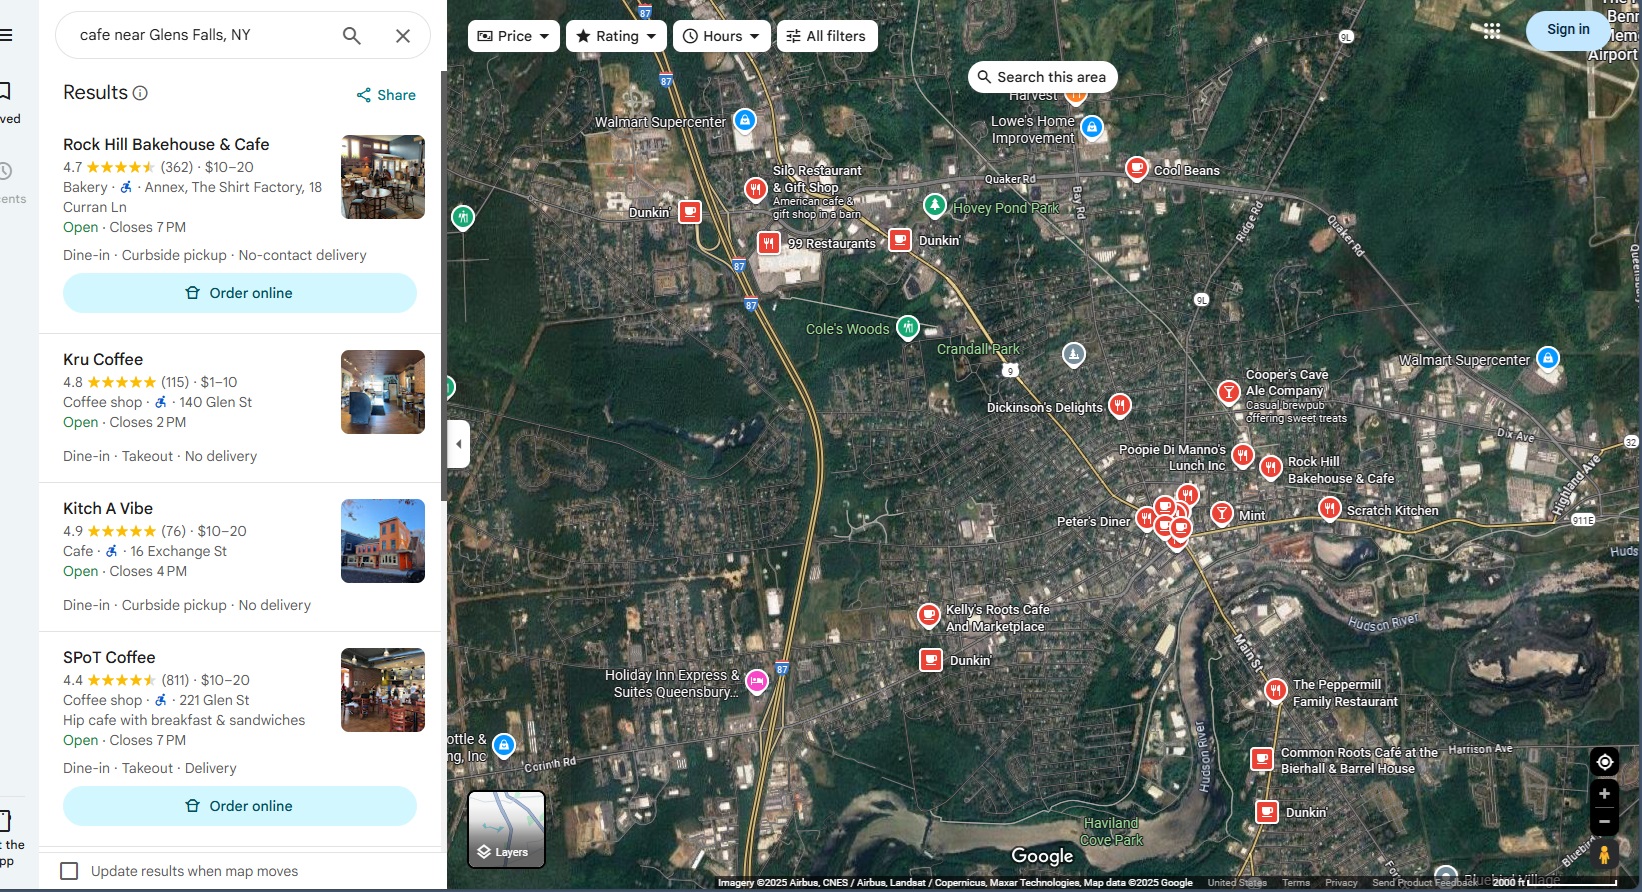 cafe near Glens Falls, NY
Results
Share
ved
Rock Hill Bakehouse & Cafe
4.7 (362) · $10–20
Bakery · Annex, The Shirt Factory, 18
Curran Ln
Open · Closes 7 PM
Dine-in · Curbside pickup · No-contact delivery
Order online
ents
Kru Coffee
4.8 (115) · $1–10
Coffee shop · 140 Glen St
Open · Closes 2 PM
Dine-in · Takeout · No delivery
Kitch A Vibe
4.9 (76) · $10–20
Cafe · 16 Exchange St
Open · Closes 4 PM
Dine-in · Curbside pickup · No delivery
SPoT Coffee
4.4 (811) · $10–20
Coffee shop · 221 Glen St
Hip cafe with breakfast & sandwiches
Open · Closes 7 PM
Dine-in · Takeout · Delivery
Order online
t the
pp
Update results when map moves
Price
Rating
Hours
All filters
Search this area
Sign in
Benn
Mem
Airport
87
9L
87
Harvest
Walmart Supercenter
Lowe's Home
Improvement
Silo Restaurant
& Gift Shop
American cafe &
gift shop in a barn
Quaker Rd
Cool Beans
Bay Rd
Dunkin'
Hovey Pond Park
Ridge Rd
Quaker Rd
99 Restaurants
Dunkin'
87
87
9L
Cole's Woods
Crandall Park
9
Walmart Supercenter
Cooper's Cave
Ale Company
Casual brewpub
offering sweet treats
Dickinson's Delights
Dix Ave
32
Poopie Di Manno's
Lunch Inc
Rock Hill
Bakehouse & Cafe
Highland Ave
Peter's Diner
Mint
Scratch Kitchen
911E
Huds
Kelly's Roots Cafe
And Marketplace
Hudson River
Dunkin'
Main St
87
Holiday Inn Express &
Suites Queensbury...
The Peppermill
Family Restaurant
ottle &
ng, Inc
Corinth Rd
Hudson River
Common Roots Café at the
Bierhall & Barrel House
Harrison Ave
Dunkin'
Haviland
Cove Park
Layers
Google
Bluebir
For
Bluebird Village
Imagery ©2025 Airbus, CNES / Airbus, Landsat / Copernicus, Maxar Technologies, Map data ©2025 Google
United States
Terms
Privacy
Send Product Feedback
2000 ft